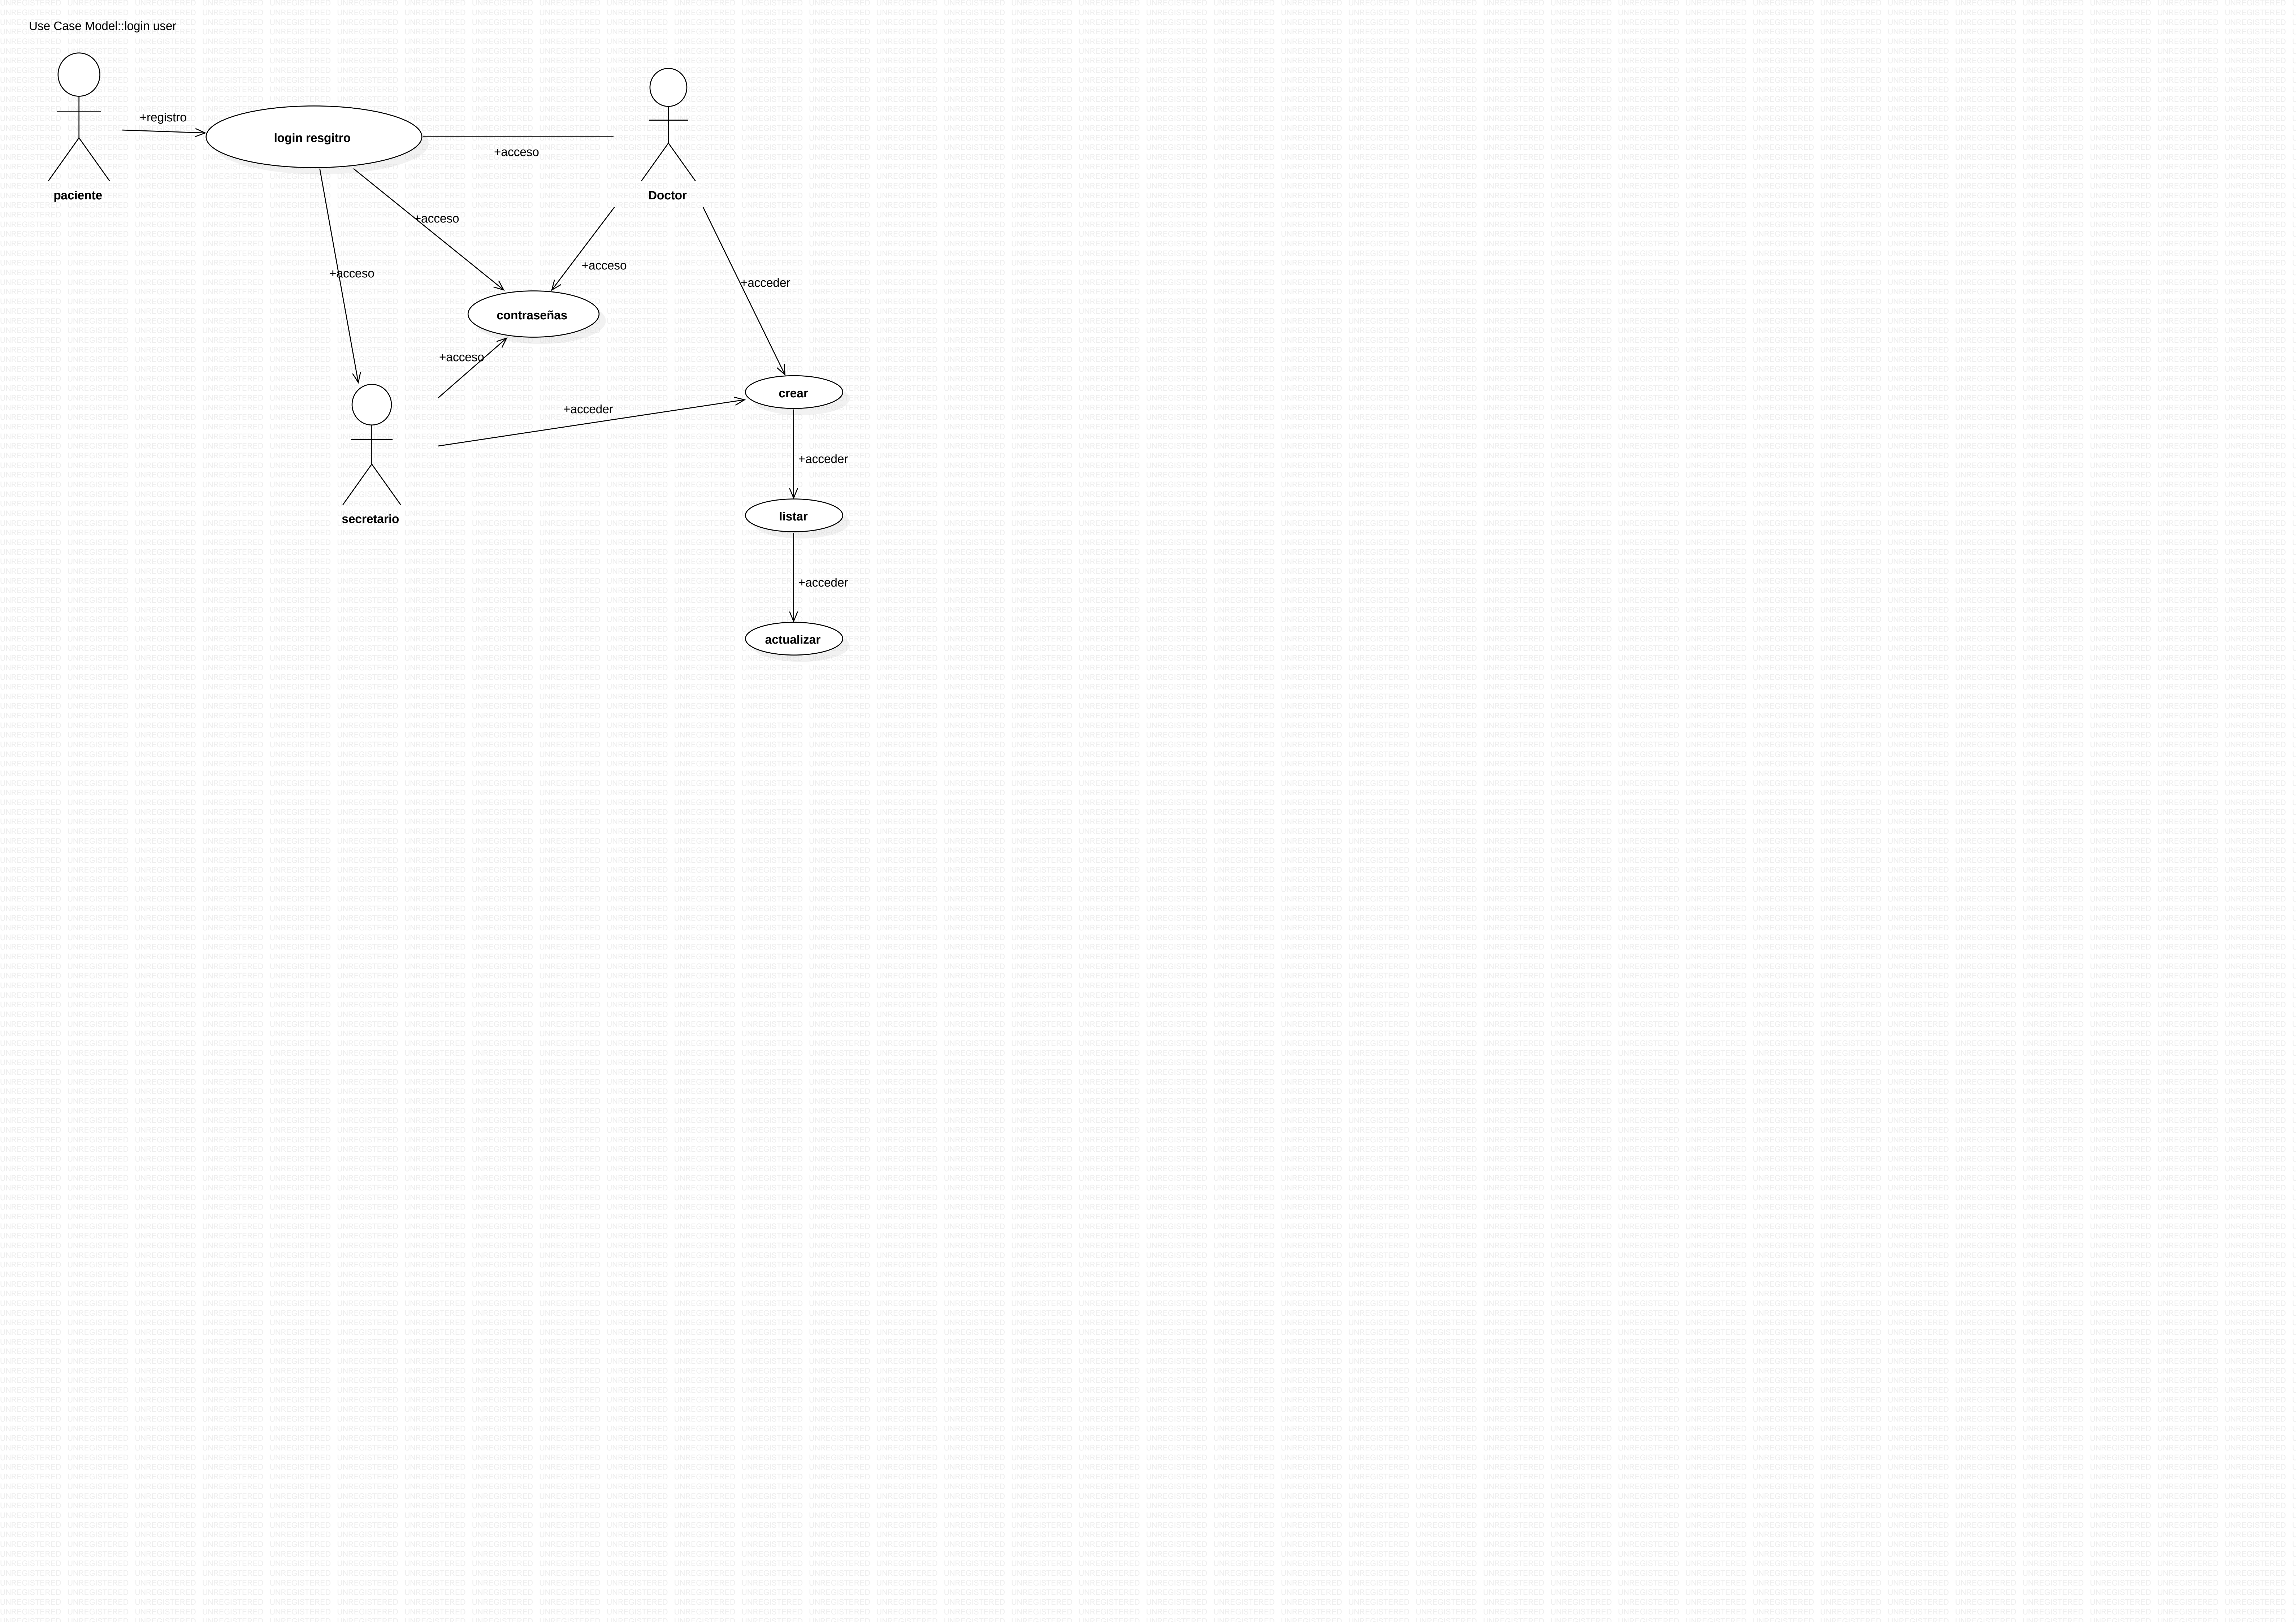 Use Case Model::login user
+registro
login resgitro
+acceso
paciente
Doctor
+acceso
+acceso
+acceso
+acceder
contraseñas
+acceso
crear
+acceder
+acceder
secretario
listar
+acceder
actualizar
UNREGISTERED